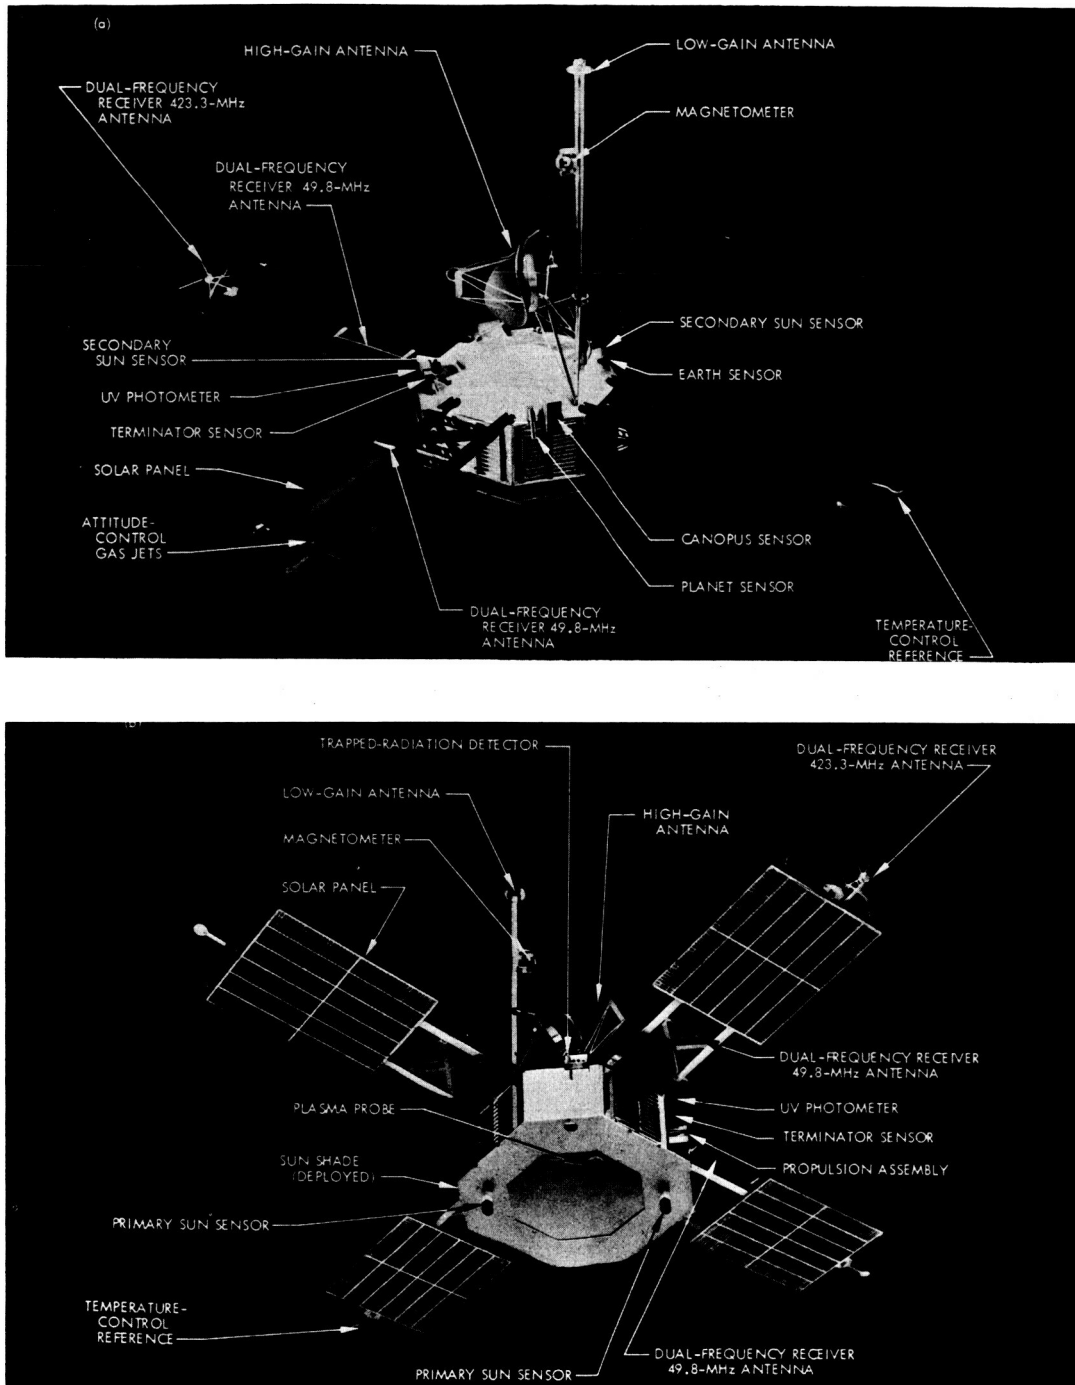 (a)
HIGH-GAIN ANTENNA
LOW-GAIN ANTENNA
DUAL-FREQUENCY
RECEIVER 423.3-MHz
ANTENNA
MAGNETOMETER
DUAL-FREQUENCY
RECEIVER 49.8-MHz
ANTENNA
SECONDARY
SUN SENSOR
SECONDARY SUN SENSOR
EARTH SENSOR
UV PHOTOMETER
TERMINATOR SENSOR
SOLAR PANEL
ATTITUDE-
CONTROL
GAS JETS
CANOPUS SENSOR
PLANET SENSOR
DUAL-FREQUENCY
RECEIVER 49.8-MHz
ANTENNA
TEMPERATURE-
CONTROL
REFERENCE
(b)
TRAPPED-RADIATION DETECTOR
DUAL-FREQUENCY RECEIVER
423.3-MHz ANTENNA
LOW-GAIN ANTENNA
HIGH-GAIN
ANTENNA
MAGNETOMETER
SOLAR PANEL
DUAL-FREQUENCY RECEIVER
49.8-MHz ANTENNA
PLASMA PROBE
UV PHOTOMETER
TERMINATOR SENSOR
SUN SHADE
(DEPLOYED)
PROPULSION ASSEMBLY
PRIMARY SUN SENSOR
TEMPERATURE-
CONTROL
REFERENCE
DUAL-FREQUENCY RECEIVER
49.8-MHz ANTENNA
PRIMARY SUN SENSOR